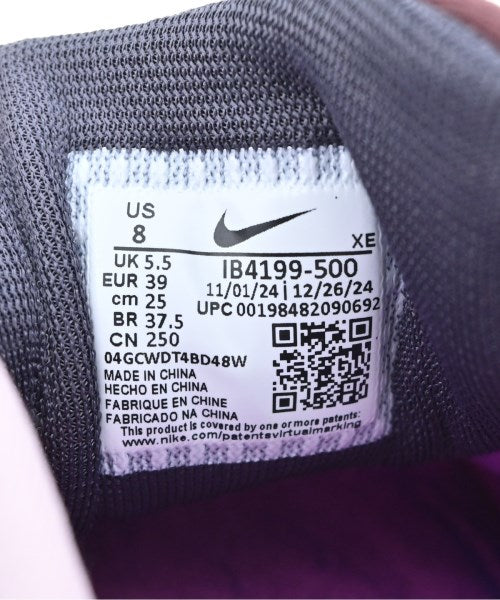 US
8
UK 5.5
EUR 39
cm 25
BR 37.5
CN 250
XE
IB4199-500
11/01/24 | 12/26/24
UPC 00198482090692
04GCWDT4BD48W
MADE IN CHINA
HECHO EN CHINA
FABRIQUE EN CHINE
FABRICADO NA CHINA
This product is covered by one or more patents:
www.nike.com/patentsvirtualmarking